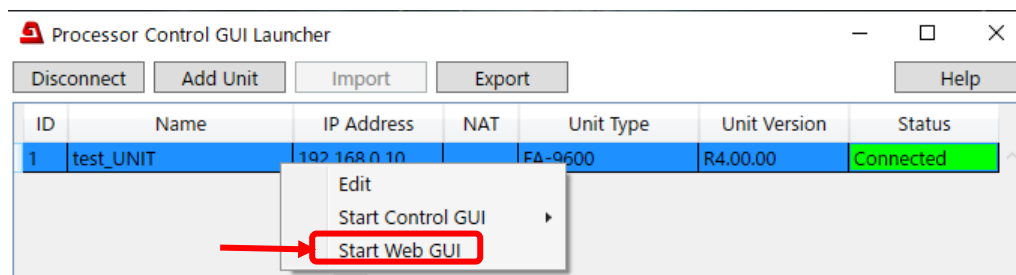 Processor Control GUI Launcher
Disconnect Add Unit Import Export Help
ID Name IP Address NAT Unit Type Unit Version Status
1 test_UNIT 192.168.0.10 FA-9600 R4.00.00 Connected
Edit
Start Control GUI
Start Web GUI